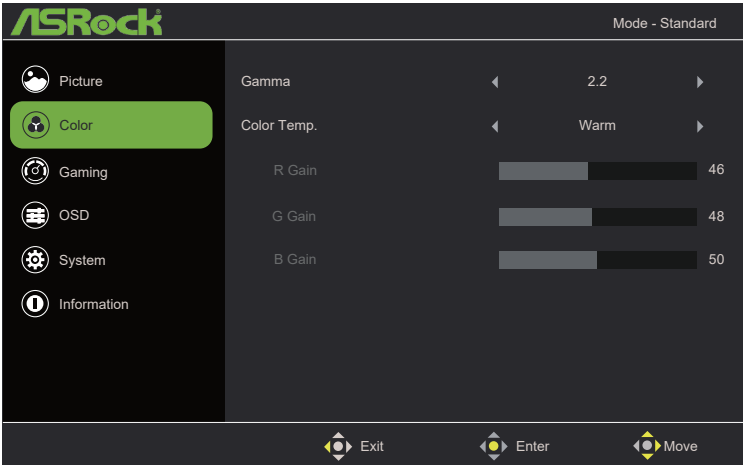 ASRock
Mode - Standard
Picture
Gamma 2.2
Color
Color Temp. Warm
Gaming
R Gain 46
OSD
G Gain 48
System
B Gain 50
Information
Exit Enter Move